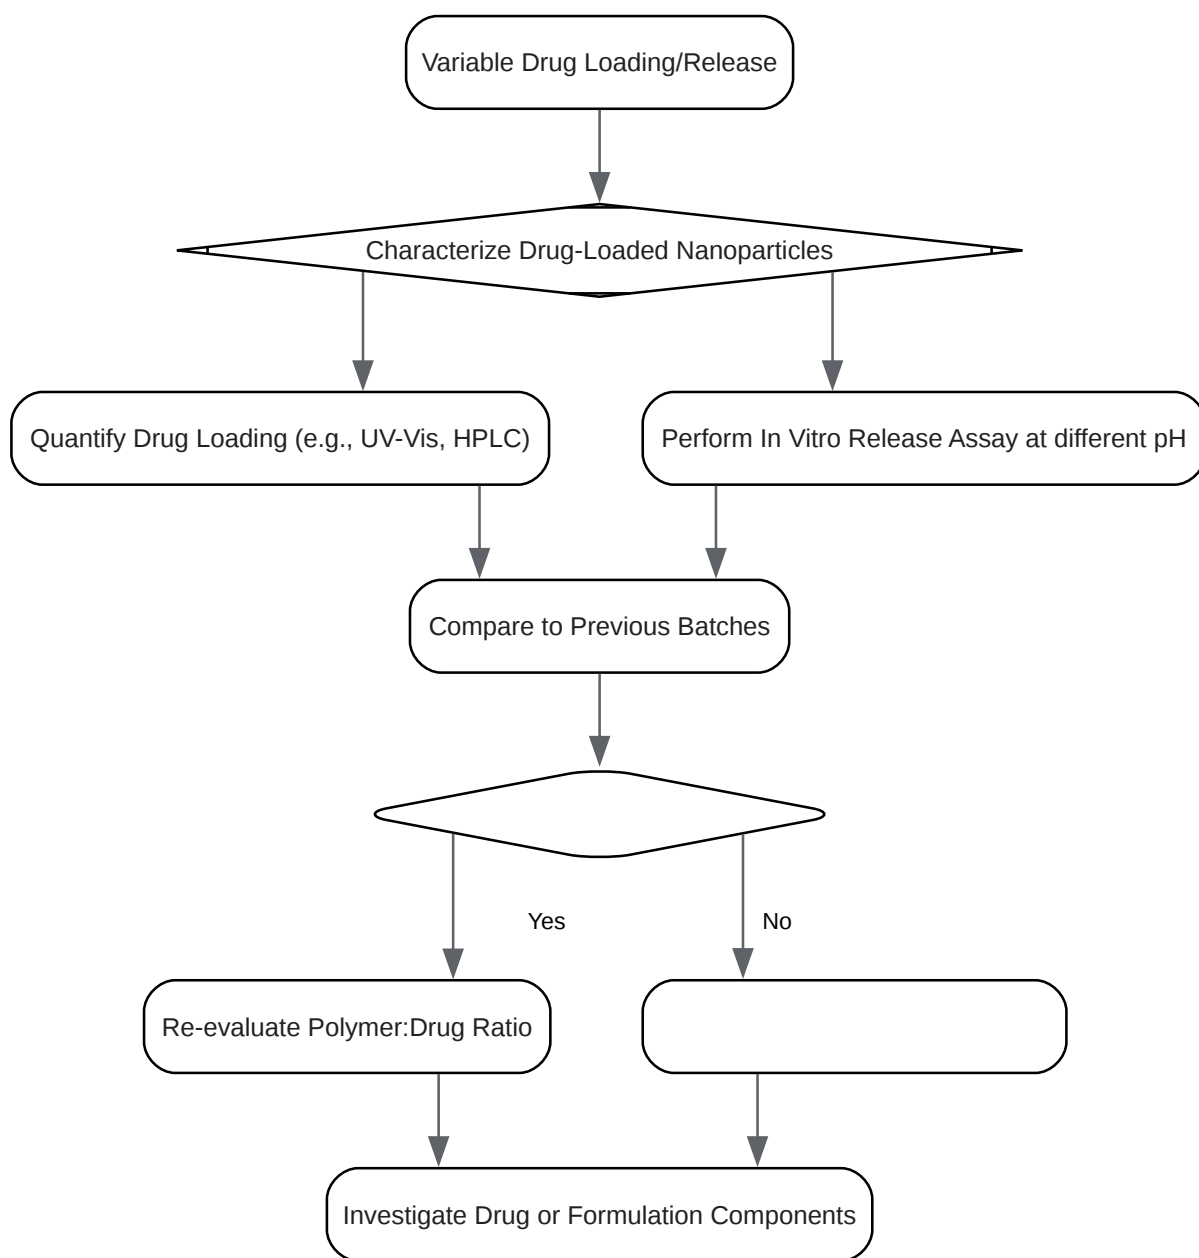 Variable Drug Loading/Release
Characterize Drug-Loaded Nanoparticles
Quantify Drug Loading (e.g., UV-Vis, HPLC)
Perform In Vitro Release Assay at different pH
Compare to Previous Batches
Yes
No
Re-evaluate Polymer:Drug Ratio
Investigate Drug or Formulation Components